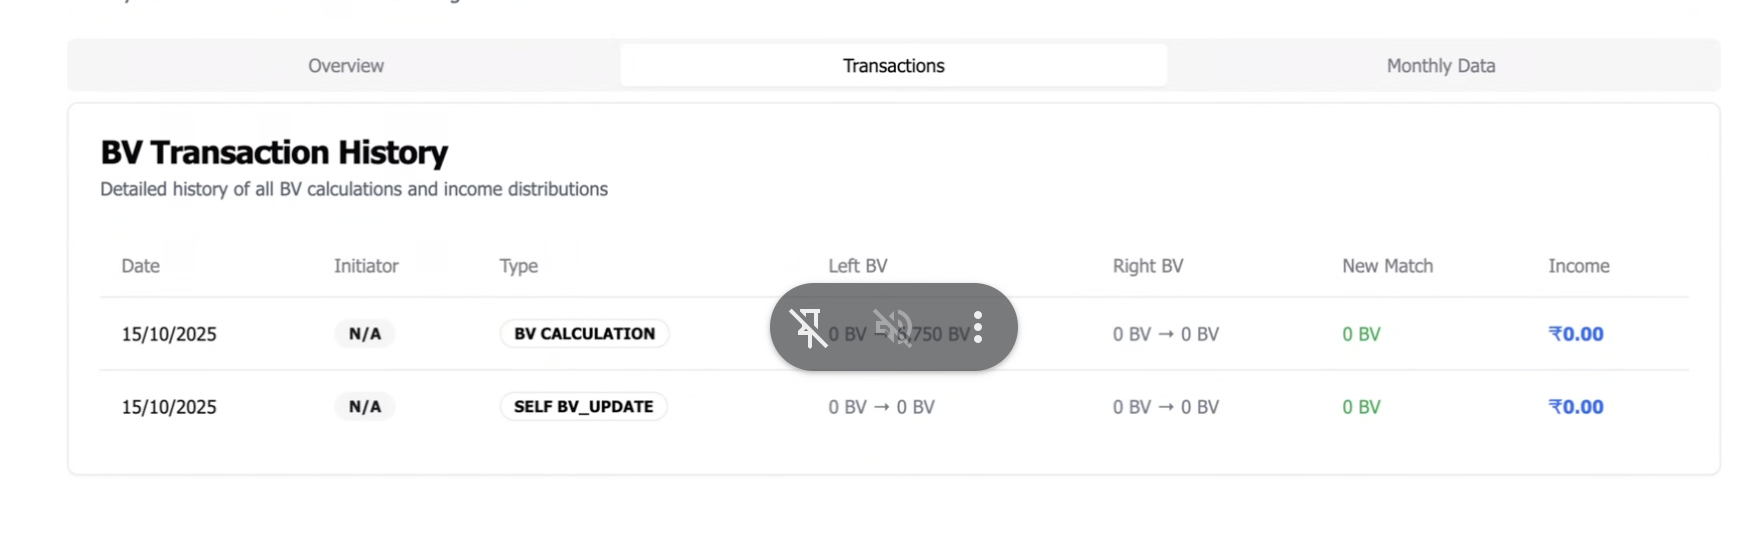 Overview Transactions Monthly Data
BV Transaction History
Detailed history of all BV calculations and income distributions
Date Initiator Type Left BV Right BV New Match Income
15/10/2025 N/A BV CALCULATION 0 BV → 6,750 BV 0 BV → 0 BV 0 BV ₹0.00
15/10/2025 N/A SELF BV_UPDATE 0 BV → 0 BV 0 BV → 0 BV 0 BV ₹0.00